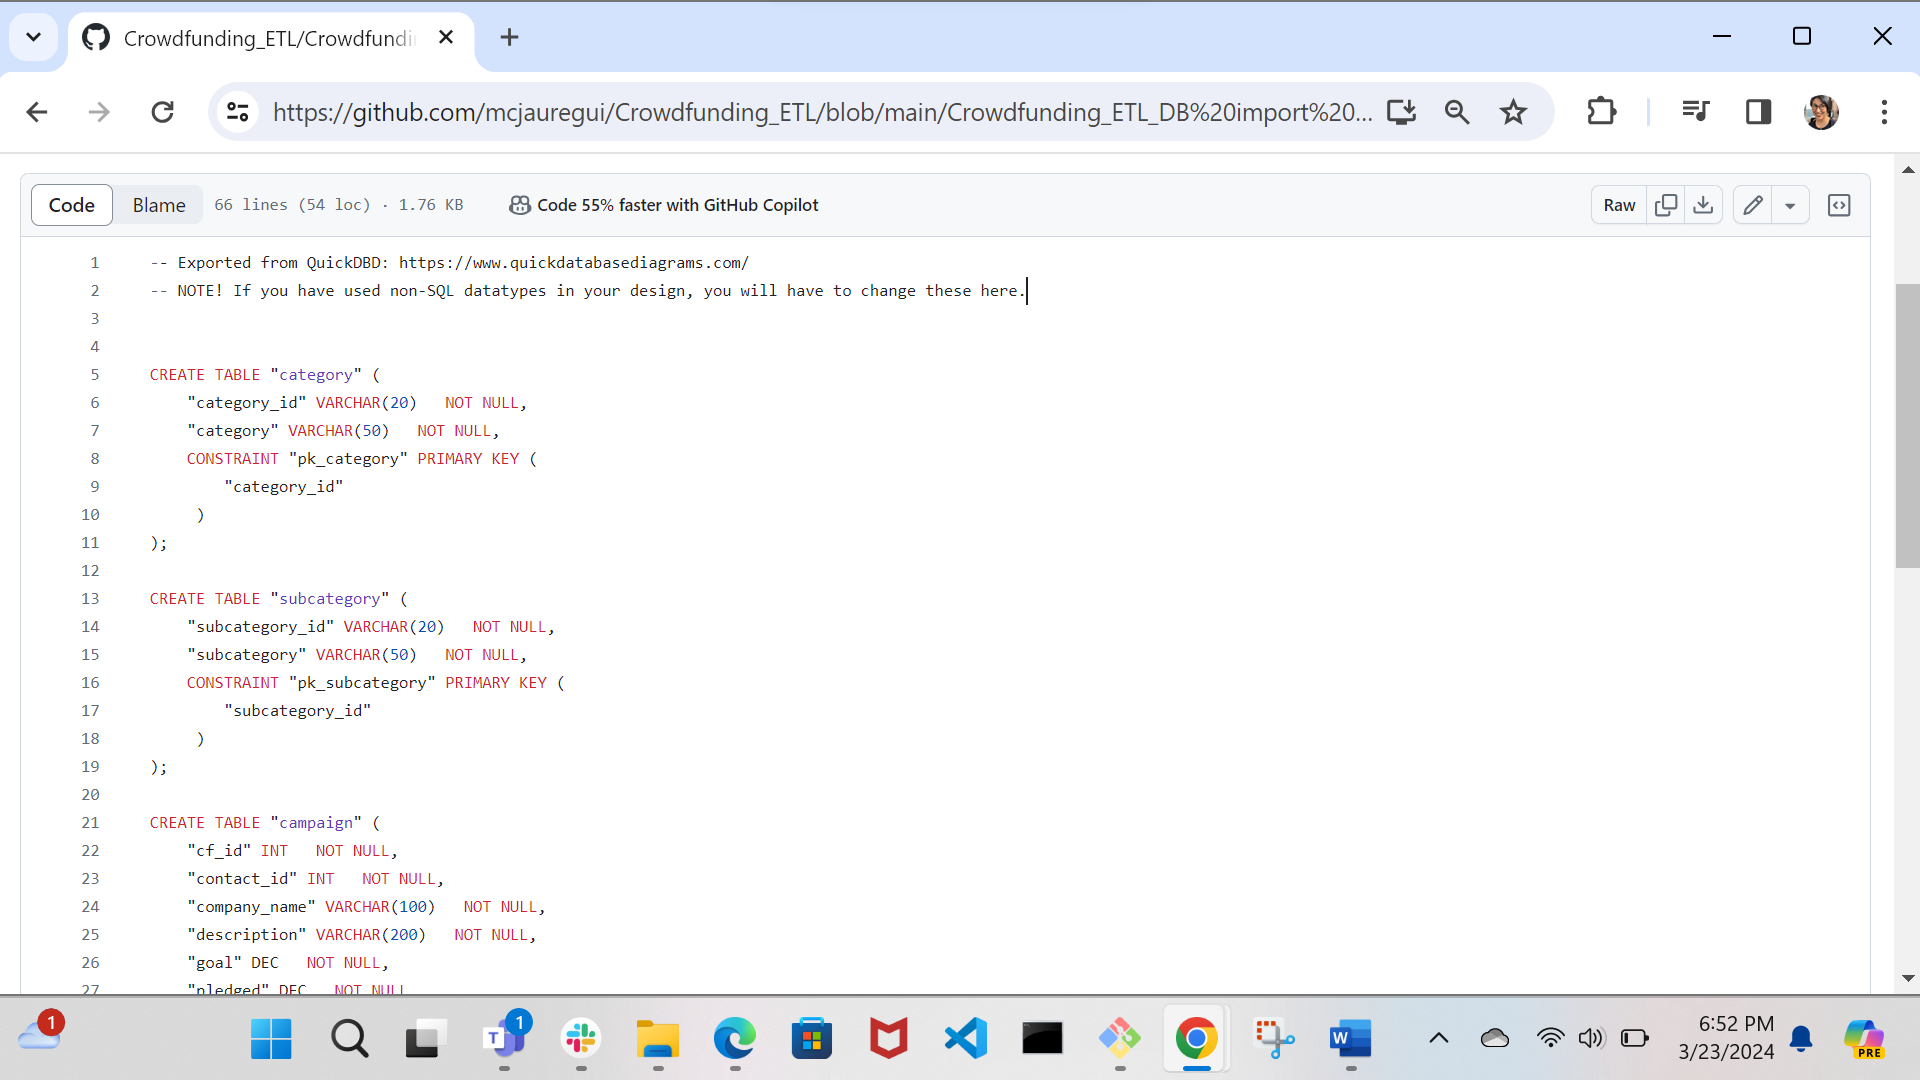 Crowdfunding_ETL/Crowdfundi
https://github.com/mcjauregui/Crowdfunding_ETL/blob/main/Crowdfunding_ETL_DB%20import%20...
Code Blame 66 lines (54 loc) · 1.76 KB Code 55% faster with GitHub Copilot Raw
1 -- Exported from QuickDBD: https://www.quickdatabasediagrams.com/
2 -- NOTE! If you have used non-SQL datatypes in your design, you will have to change these here.
3
4
5 CREATE TABLE "category" (
6 "category_id" VARCHAR(20)   NOT NULL,
7 "category" VARCHAR(50)   NOT NULL,
8 CONSTRAINT "pk_category" PRIMARY KEY (
9 "category_id"
10 )
11 );
12
13 CREATE TABLE "subcategory" (
14 "subcategory_id" VARCHAR(20)   NOT NULL,
15 "subcategory" VARCHAR(50)   NOT NULL,
16 CONSTRAINT "pk_subcategory" PRIMARY KEY (
17 "subcategory_id"
18 )
19 );
20
21 CREATE TABLE "campaign" (
22 "cf_id" INT   NOT NULL,
23 "contact_id" INT   NOT NULL,
24 "company_name" VARCHAR(100)   NOT NULL,
25 "description" VARCHAR(200)   NOT NULL,
26 "goal" DEC   NOT NULL,
27 "pledged" DEC   NOT NULL
1
T
1
W
6:52 PM
3/23/2024
PRE